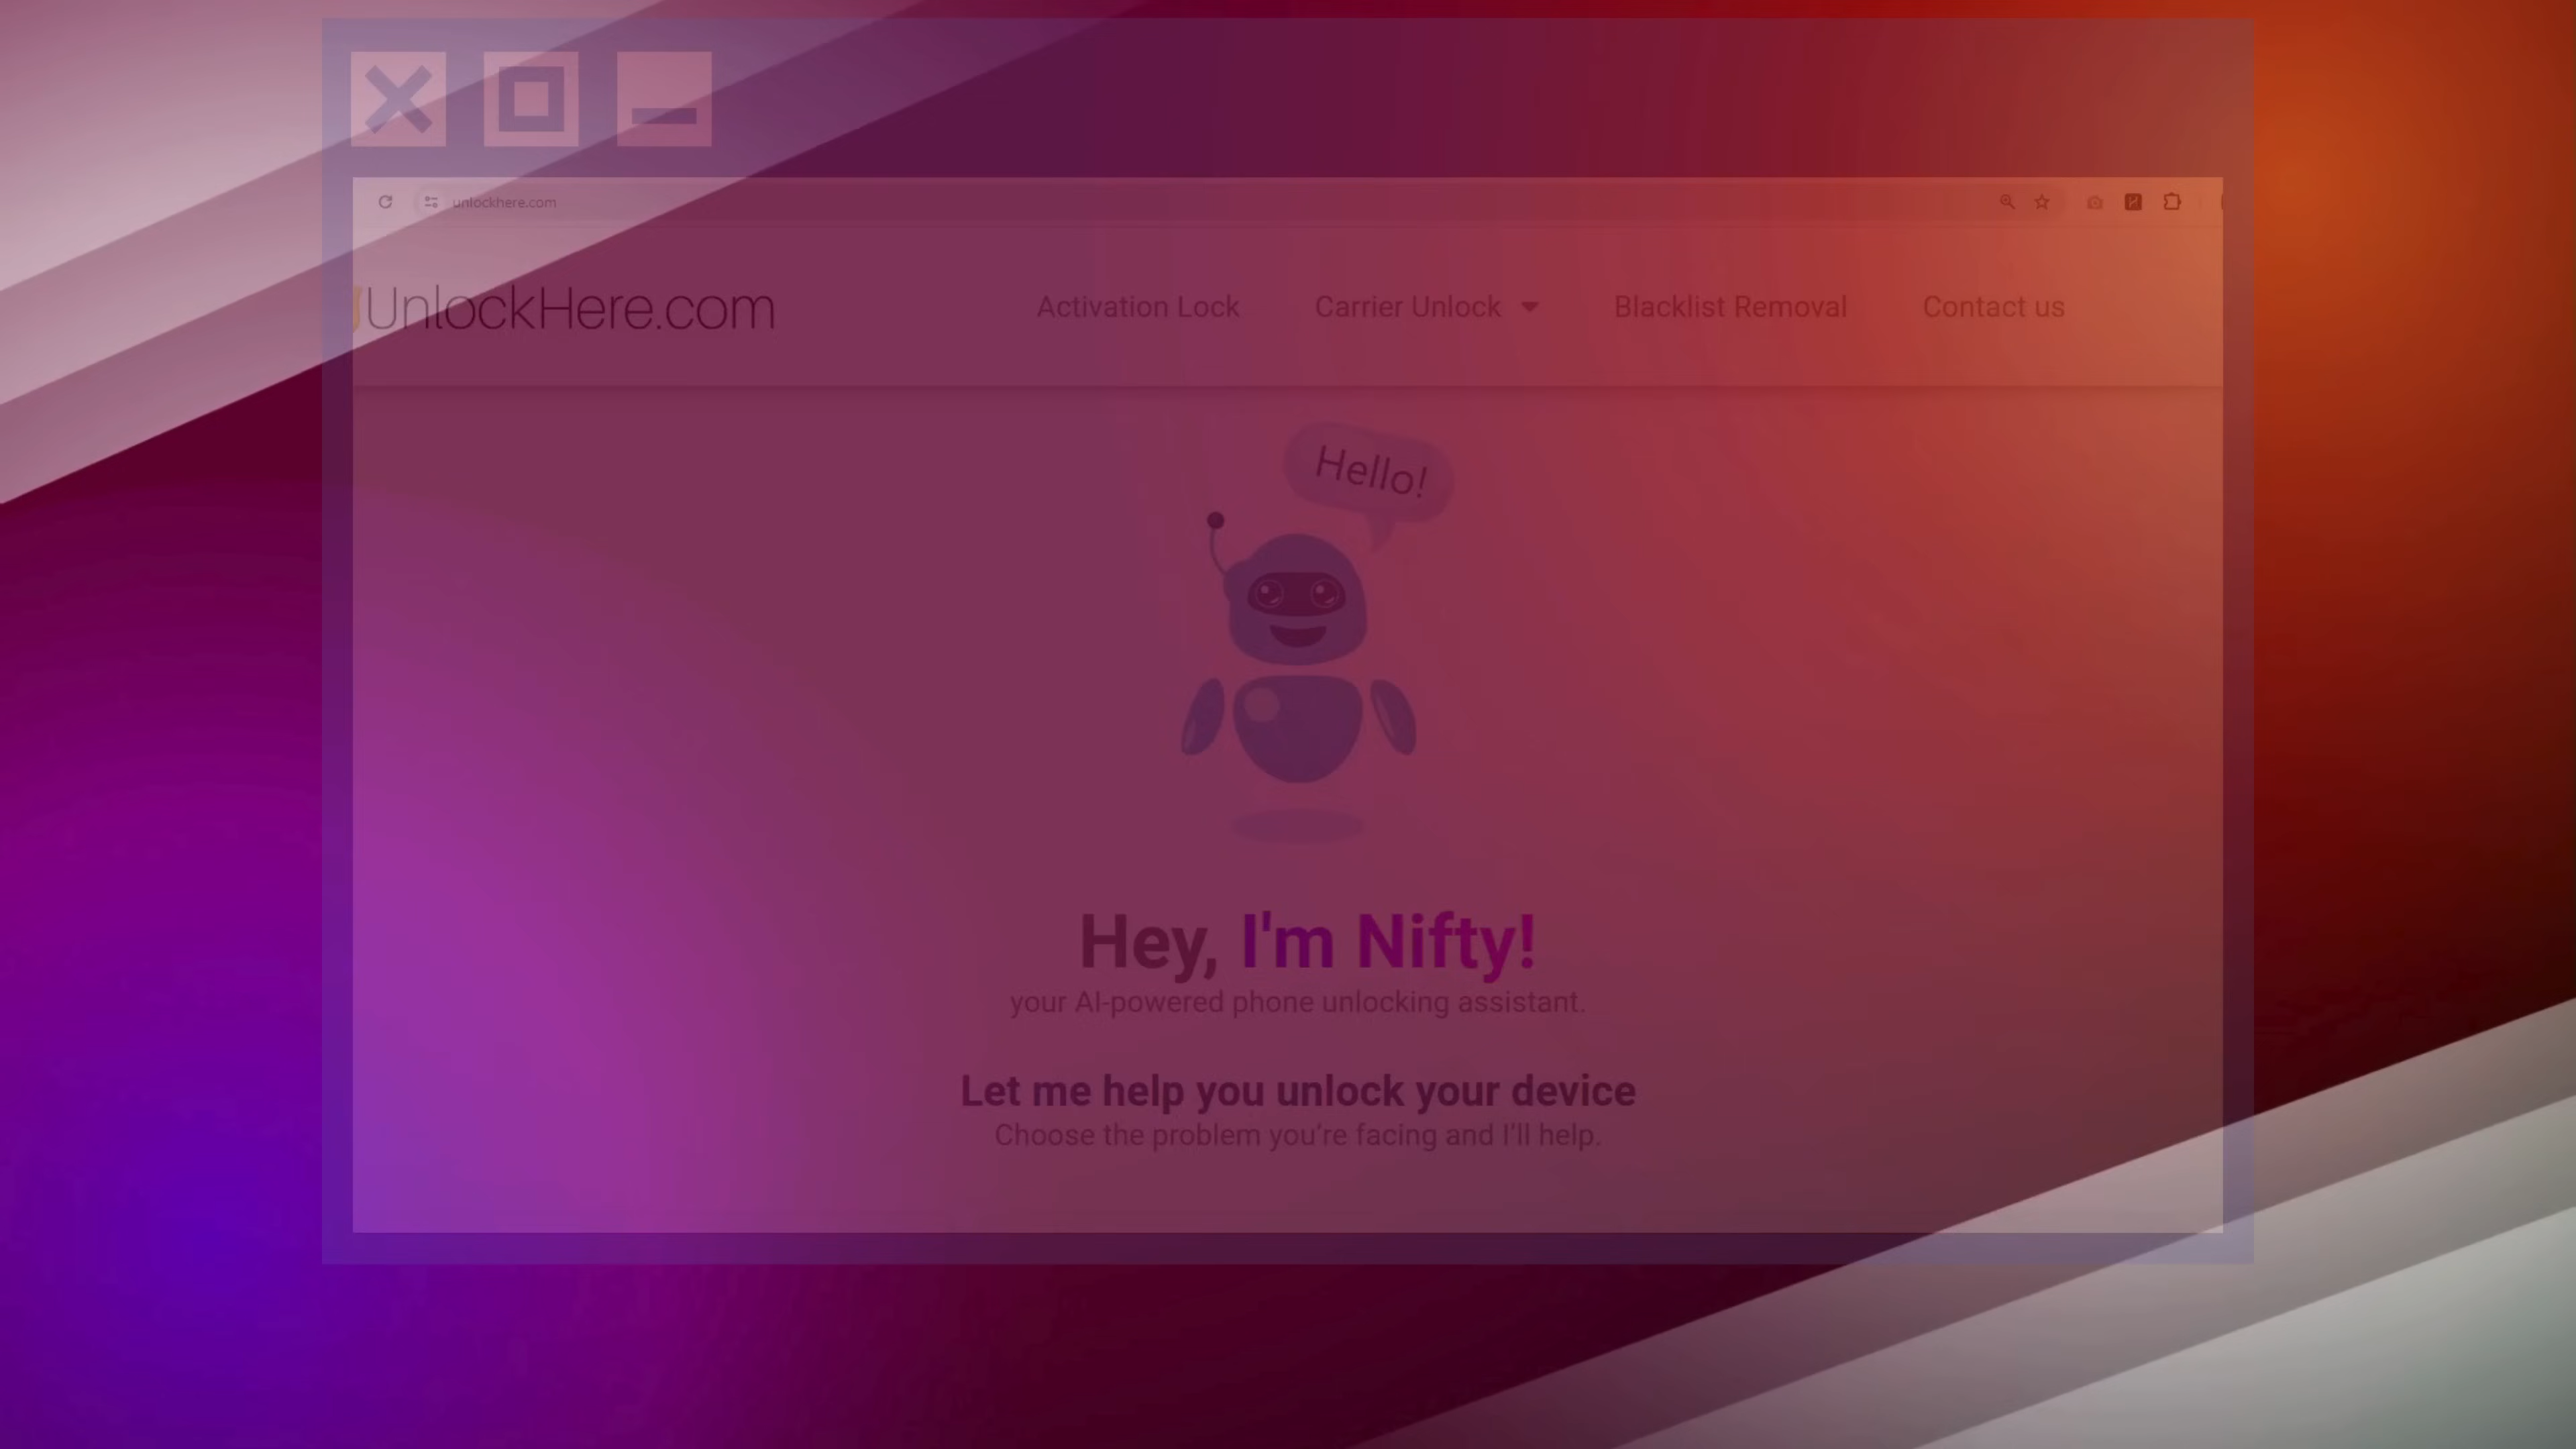 unlockhere.com
UnlockHere.com
Activation Lock
Carrier Unlock
Blacklist Removal
Contact us
Hello!
Hey, I'm Nifty!
your AI-powered phone unlocking assistant.
Let me help you unlock your device
Choose the problem you’re facing and I’ll help.